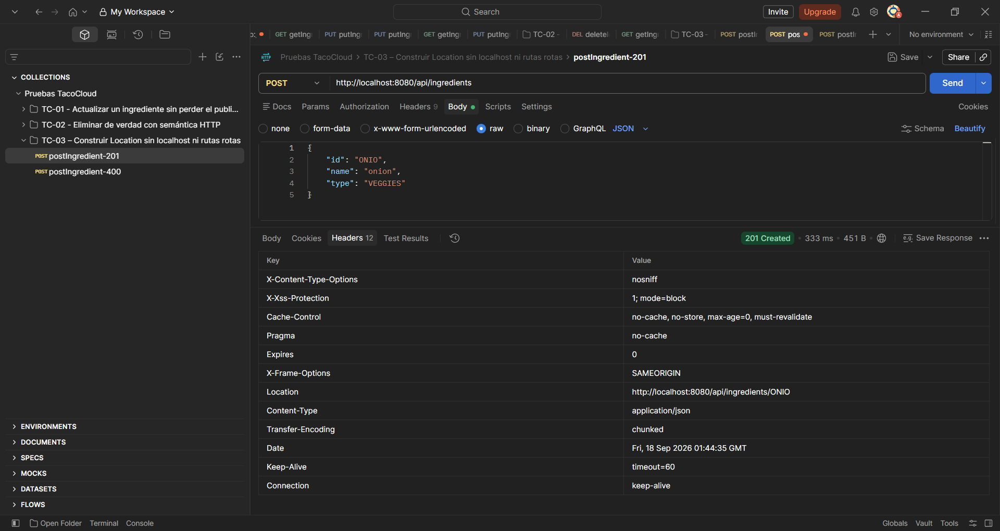 My Workspace
Search
Invite
Upgrade
GET getIngr
PUT putIngr
PUT putIng
GET getIngr
PUT putIngr
TC-02 -
DEL deleteI
GET getIngr
TC-03 -
POST postIr
POST pos
POST postIr
No environment
Pruebas TacoCloud > TC-03 – Construir Location sin localhost ni rutas rotas > postIngredient-201
Save
Share
COLLECTIONS
Pruebas TacoCloud
TC-01 - Actualizar un ingrediente sin perder el publi...
TC-02 - Eliminar de verdad con semántica HTTP
TC-03 – Construir Location sin localhost ni rutas rotas
POST postIngredient-201
POST postIngredient-400
ENVIRONMENTS
DOCUMENTS
SPECS
MOCKS
DATASETS
FLOWS
HTTP
POST
http://localhost:8080/api/ingredients
Send
Docs Params Authorization Headers 9 Body Scripts Settings
Cookies
none form-data x-www-form-urlencoded raw binary GraphQL JSON
Schema Beautify
1 {
2 "id": "ONIO",
3 "name": "onion",
4 "type": "VEGGIES"
5 }
Body Cookies Headers 12 Test Results
201 Created • 333 ms • 451 B
e.g. Save Response
Key Value
X-Content-Type-Options nosniff
X-Xss-Protection 1; mode=block
Cache-Control no-cache, no-store, max-age=0, must-revalidate
Pragma no-cache
Expires 0
X-Frame-Options SAMEORIGIN
Location http://localhost:8080/api/ingredients/ONIO
Content-Type application/json
Transfer-Encoding chunked
Date Fri, 18 Sep 2026 01:44:35 GMT
Keep-Alive timeout=60
Connection keep-alive
Open Folder Terminal Console
Globals Vault Tools